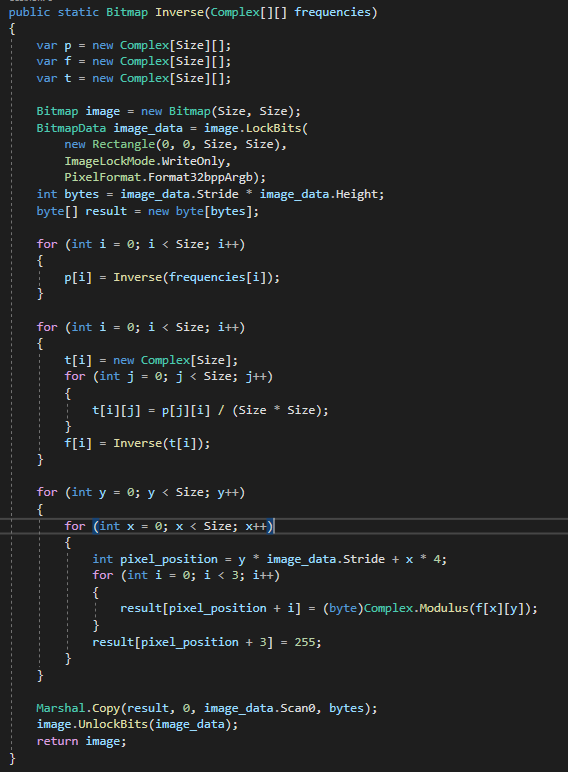 public static Bitmap Inverse(Complex[][] frequencies)
{
    var p = new Complex[Size][];
    var f = new Complex[Size][];
    var t = new Complex[Size][];

    Bitmap image = new Bitmap(Size, Size);
    BitmapData image_data = image.LockBits(
        new Rectangle(0, 0, Size, Size),
        ImageLockMode.WriteOnly,
        PixelFormat.Format32bppArgb);
    int bytes = image_data.Stride * image_data.Height;
    byte[] result = new byte[bytes];

    for (int i = 0; i < Size; i++)
    {
        p[i] = Inverse(frequencies[i]);
    }

    for (int i = 0; i < Size; i++)
    {
        t[i] = new Complex[Size];
        for (int j = 0; j < Size; j++)
        {
            t[i][j] = p[j][i] / (Size * Size);
        }
        f[i] = Inverse(t[i]);
    }

    for (int y = 0; y < Size; y++)
    {
        for (int x = 0; x < Size; x++)
        {
            int pixel_position = y * image_data.Stride + x * 4;
            for (int i = 0; i < 3; i++)
            {
                result[pixel_position + i] = (byte)Complex.Modulus(f[x][y]);
            }
            result[pixel_position + 3] = 255;
        }
    }

    Marshal.Copy(result, 0, image_data.Scan0, bytes);
    image.UnlockBits(image_data);
    return image;
}